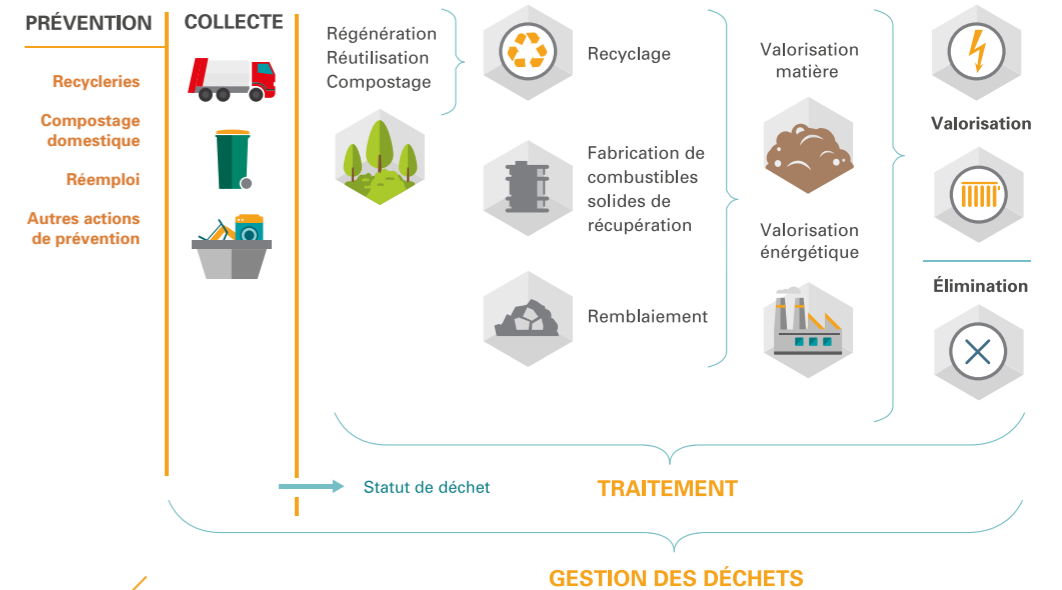 PRÉVENTION
Recycleries
Compostage
domestique
Réemploi
Autres actions
de prévention
COLLECTE
Régénération
Réutilisation
Compostage
Recyclage
Fabrication de
combustibles
solides de
récupération
Remblaiement
Valorisation
matière
Valorisation
énérgétique
Valorisation
Élimination
Statut de déchet
TRAITEMENT
GESTION DES DÉCHETS